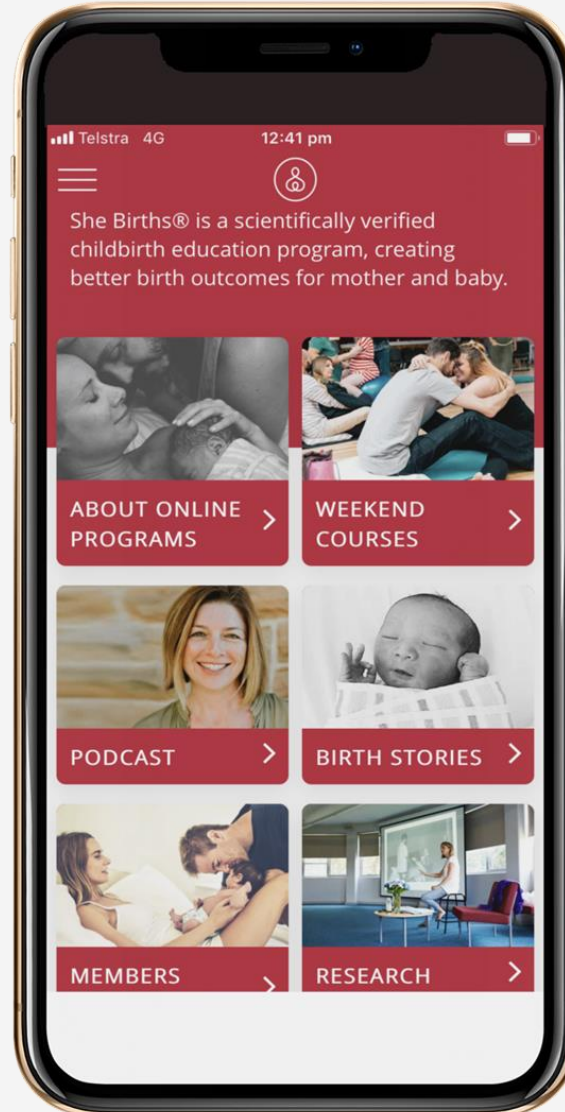 Telstra 4G 12:41 pm
She Births® is a scientifically verified
childbirth education program, creating
better birth outcomes for mother and baby.
ABOUT ONLINE
PROGRAMS
WEEKEND
COURSES
PODCAST
BIRTH STORIES
MEMBERS
RESEARCH